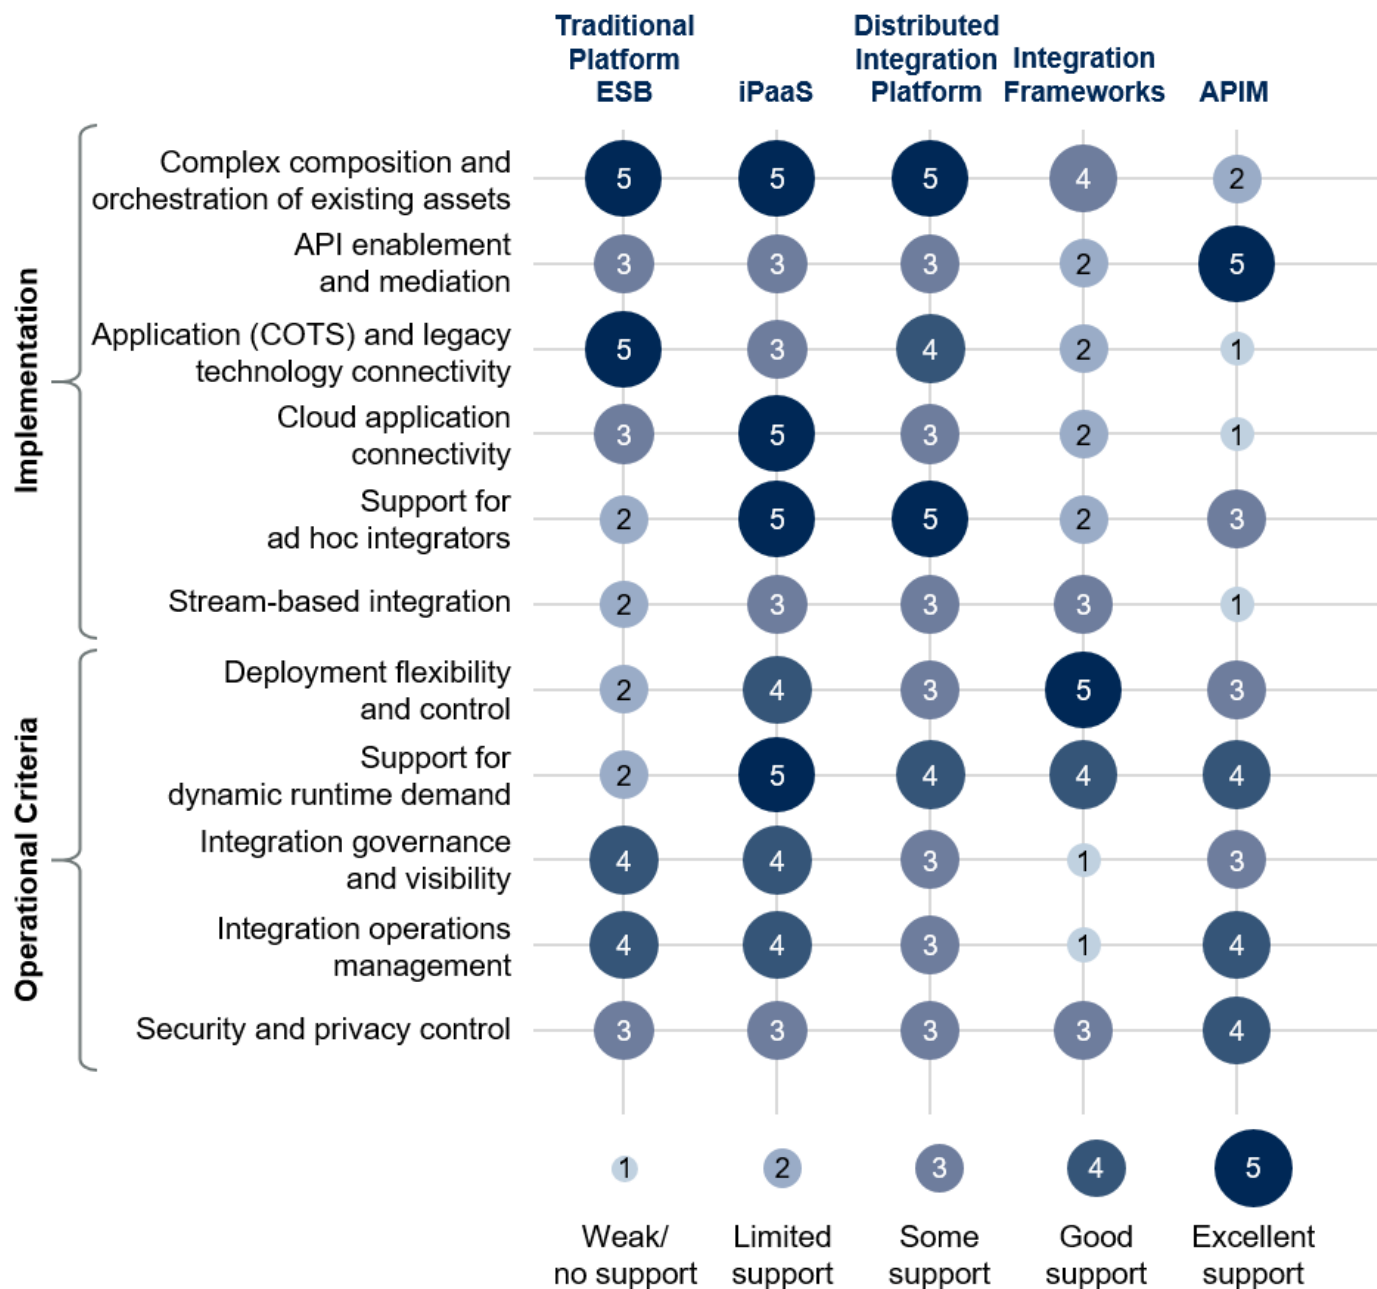 Traditional Platform ESB
iPaaS
Distributed Integration Platform
Integration Frameworks
APIM
Implementation
Complex composition and
orchestration of existing assets
5 5 5 4 2
API enablement
and mediation
3 3 3 2 5
Application (COTS) and legacy
technology connectivity
5 3 4 2 1
Cloud application
connectivity
3 5 3 2 1
Support for
ad hoc integrators
2 5 5 2 3
Stream-based integration
2 3 3 3 1
Operational Criteria
Deployment flexibility
and control
2 4 3 5 3
Support for
dynamic runtime demand
2 5 4 4 4
Integration governance
and visibility
4 4 3 1 3
Integration operations
management
4 4 3 1 4
Security and privacy control
3 3 3 3 4
1 2 3 4 5
Weak/
no support
Limited
support
Some
support
Good
support
Excellent
support